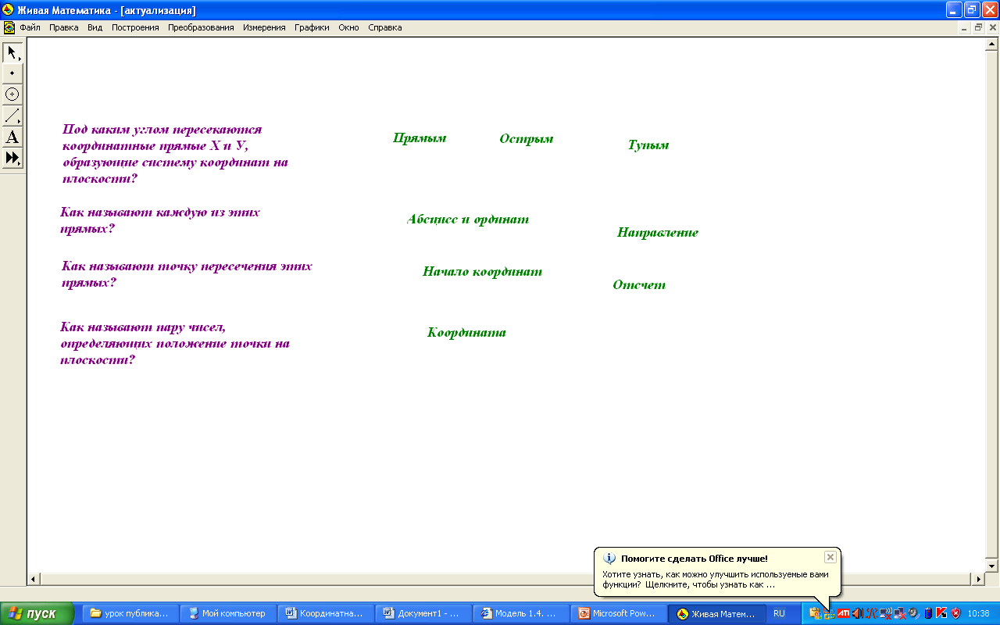 Живая Математика - [актуализация]
Файл Правка Вид Построения Преобразования Измерения Графики Окно Справка
A
Под каким углом пересекаются
координатные прямые X и У,
образующие систему координат на
плоскости?
Прямым Острым Тупым
Как называют каждую из этих
прямых?
Абсцисс и ординат
Направление
Как называют точку пересечения этих
прямых?
Начало координат
Отсчет
Как называют пару чисел,
определяющих положение точки на
плоскости?
Координата
Помогите сделать Office лучше!
Хотите узнать, как можно улучшить используемые вами
функции? Щелкните, чтобы узнать как ...
пуск урок публика... Мой компьютер Координатна... Документ1 - ... Модель 1.4. ... Microsoft Pow... Живая Матем... RU ATI K 10:38